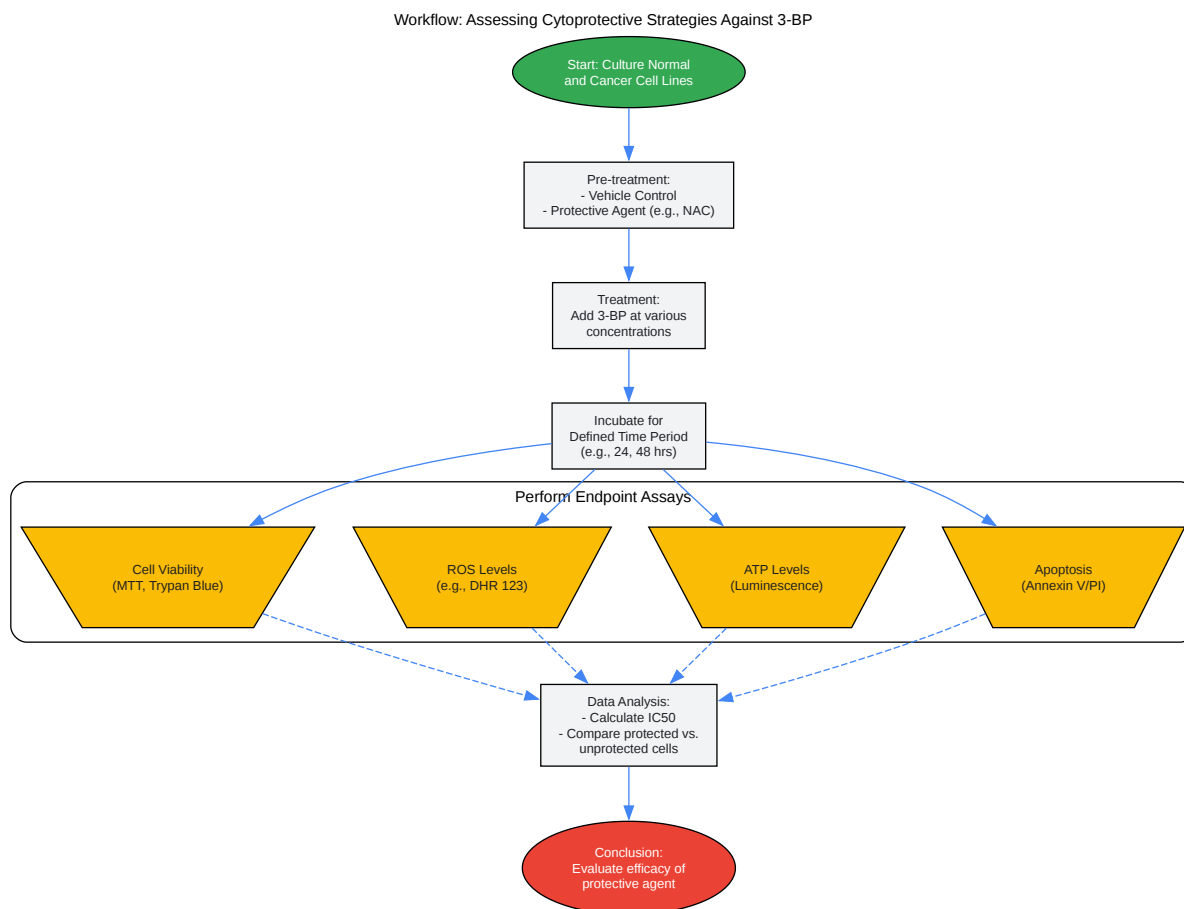 Workflow: Assessing Cytoprotective Strategies Against 3-BP
Start: Culture Normal
and Cancer Cell Lines
Pre-treatment:
- Vehicle Control
- Protective Agent (e.g., NAC)
Treatment:
Add 3-BP at various
concentrations
Incubate for
Defined Time Period
(e.g., 24, 48 hrs)
Perform Endpoint Assays
Cell Viability
(MTT, Trypan Blue)
ROS Levels
(e.g., DHR 123)
ATP Levels
(Luminescence)
Apoptosis
(Annexin V/PI)
Data Analysis:
- Calculate IC50
- Compare protected vs.
unprotected cells
Conclusion:
Evaluate efficacy of
protective agent